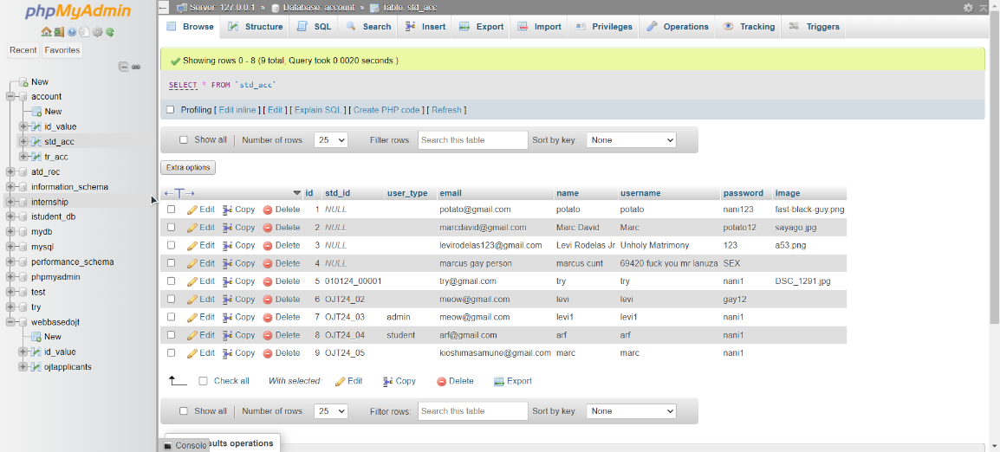 phpMyAdmin
Recent Favorites
New
account
New
id_value
std_acc
tr_acc
atd_rec
information_schema
internship
istudent_db
mydb
mysql
performance_schema
phpmyadmin
test
try
webbasedojt
New
id_value
ojtapplicants
Server: 127.0.0.1 » Database: account » Table: std_acc
Browse Structure SQL Search Insert Export Import Privileges Operations Tracking Triggers
Showing rows 0 - 8 (9 total, Query took 0.0020 seconds.)
SELECT * FROM `std_acc`
Profiling [ Edit inline ] [ Edit ] [ Explain SQL ] [ Create PHP code ] [ Refresh ]
Show all Number of rows: 25 Filter rows: Search this table Sort by key: None
Extra options
id std_id user_type email name username password image
Edit Copy Delete 1 NULL potato@gmail.com potato potato nani123 fast-black-guy.png
Edit Copy Delete 2 NULL marcdavid@gmail.com Marc David Marc potato12 sayago.jpg
Edit Copy Delete 3 NULL levirodelas123@gmail.com Levi Rodelas Jr Unholy Matrimony 123 a53.png
Edit Copy Delete 4 NULL marcus gay person marcus cunt 69420 fuck you mr lanuza SEX
Edit Copy Delete 5 010124_00001 try@gmail.com try try nani1 DSC_1291.jpg
Edit Copy Delete 6 OJT24_02 meow@gmail.com levi levi gay12
Edit Copy Delete 7 OJT24_03 admin meow@gmail.com levi1 levi1 nani1
Edit Copy Delete 8 OJT24_04 student arf@gmail.com arf arf nani1
Edit Copy Delete 9 OJT24_05 kioshimasamune@gmail.com marc marc nani1
Check all With selected: Edit Copy Delete Export
Show all Number of rows: 25 Filter rows: Search this table Sort by key: None
Console operations